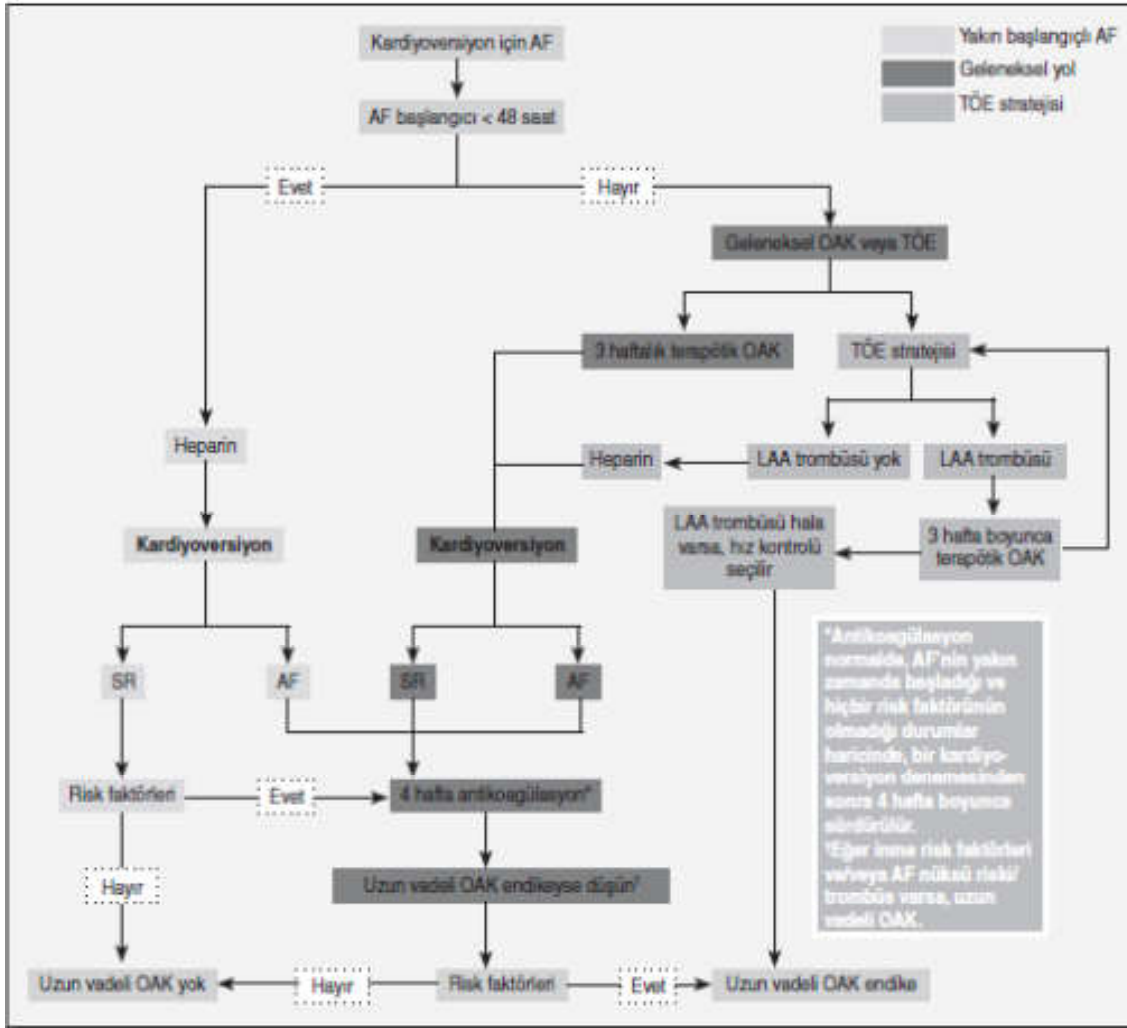 Kardiyoversiyon için AF
Yakın başlangıçlı AF
Geleneksel yol
TÖE stratejisi
AF başlangıcı < 48 saat
Evet
Hayır
Geleneksel OAK veya TÖE
3 haftalık terapötik OAK
TÖE stratejisi
Heparin
Heparin
LAA trombüsü yok
LAA trombüsü
Kardiyoversiyon
Kardiyoversiyon
LAA trombüsü hala
varsa, hız kontrolü
seçilir
3 hafta boyunca
terapötik OAK
SR
AF
SR
AF
*Antikoagülasyon
normalde, AF'nin yakın
zamanda başladığı ve
hiçbir risk faktörünün
olmadığı durumlar
haricinde, bir kardiyo-
versiyon denemesinden
sonra 4 hafta boyunca
sürdürülür.
†Eğer inme risk faktörleri
ve/veya AF nüksü riski/
trombüs varsa, uzun
vadeli OAK.
Risk faktörleri
Evet
4 hafta antikoagülasyon*
Hayır
Uzun vadeli OAK endikeyse düşün†
Uzun vadeli OAK yok
Hayır
Risk faktörleri
Evet
Uzun vadeli OAK endike